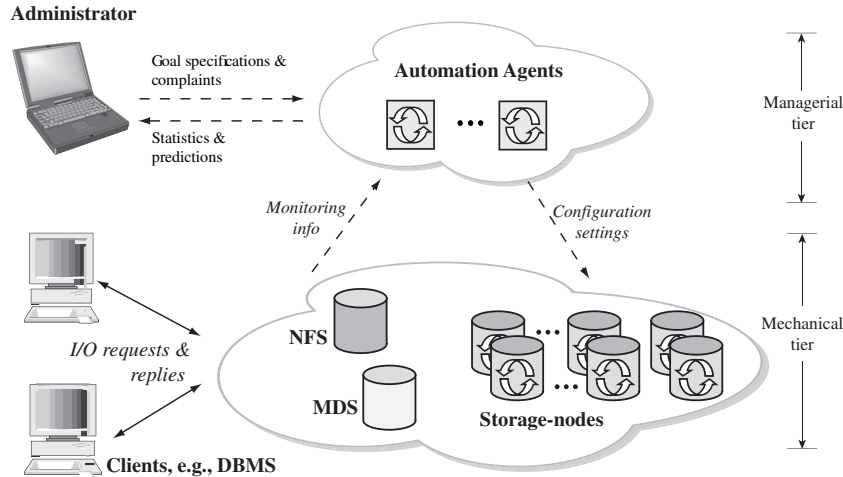 Administrator
Goal specifications &
complaints
Statistics &
predictions
Automation Agents
...
Managerial
tier
Monitoring
info
Configuration
settings
I/O requests &
replies
NFS
MDS
...
...
Storage-nodes
Mechanical
tier
Clients, e.g., DBMS